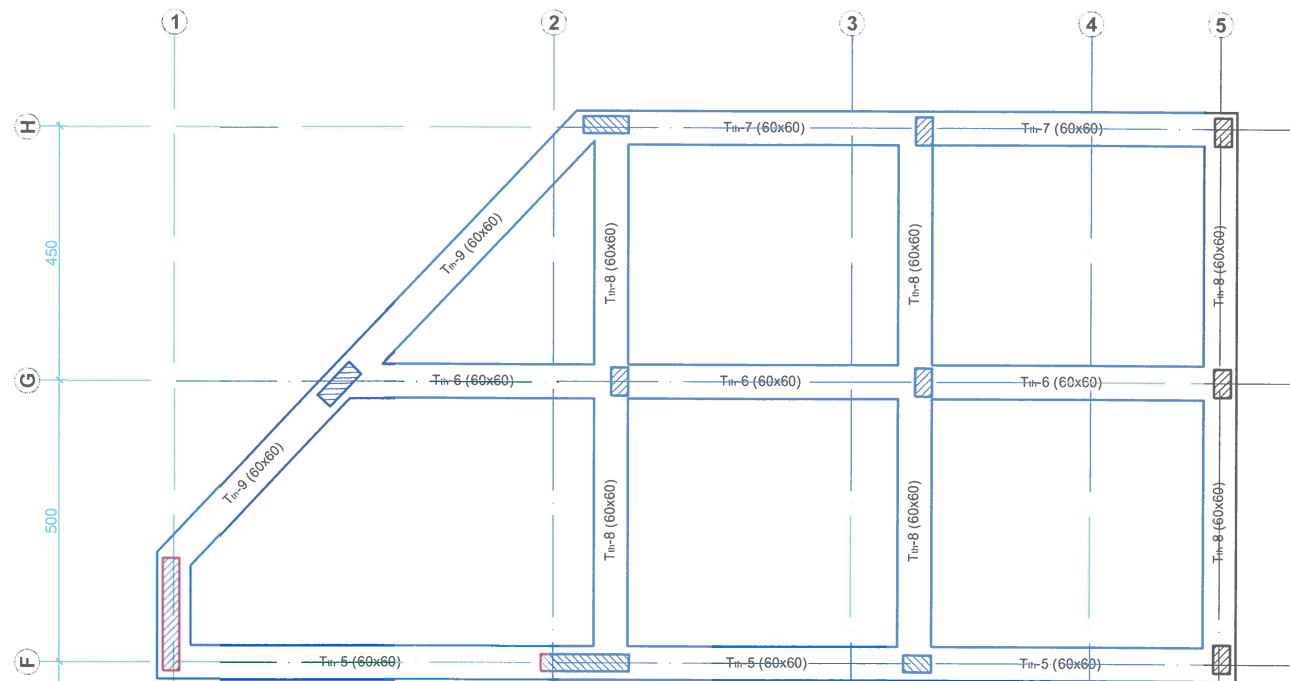 1 2 3 4 5
H
Tth-7 (60x60) Tth-7 (60x60)
450
Tth-9 (60x60)
Tth-8 (60x60)
Tth-8 (60x60)
Tth-8 (60x60)
G
Tth-6 (60x60) Tth-6 (60x60) Tth-6 (60x60)
500
Tth-9 (60x60)
Tth-8 (60x60)
Tth-8 (60x60)
Tth-8 (60x60)
F
Tth-5 (60x60) Tth-5 (60x60) Tth-5 (60x60)